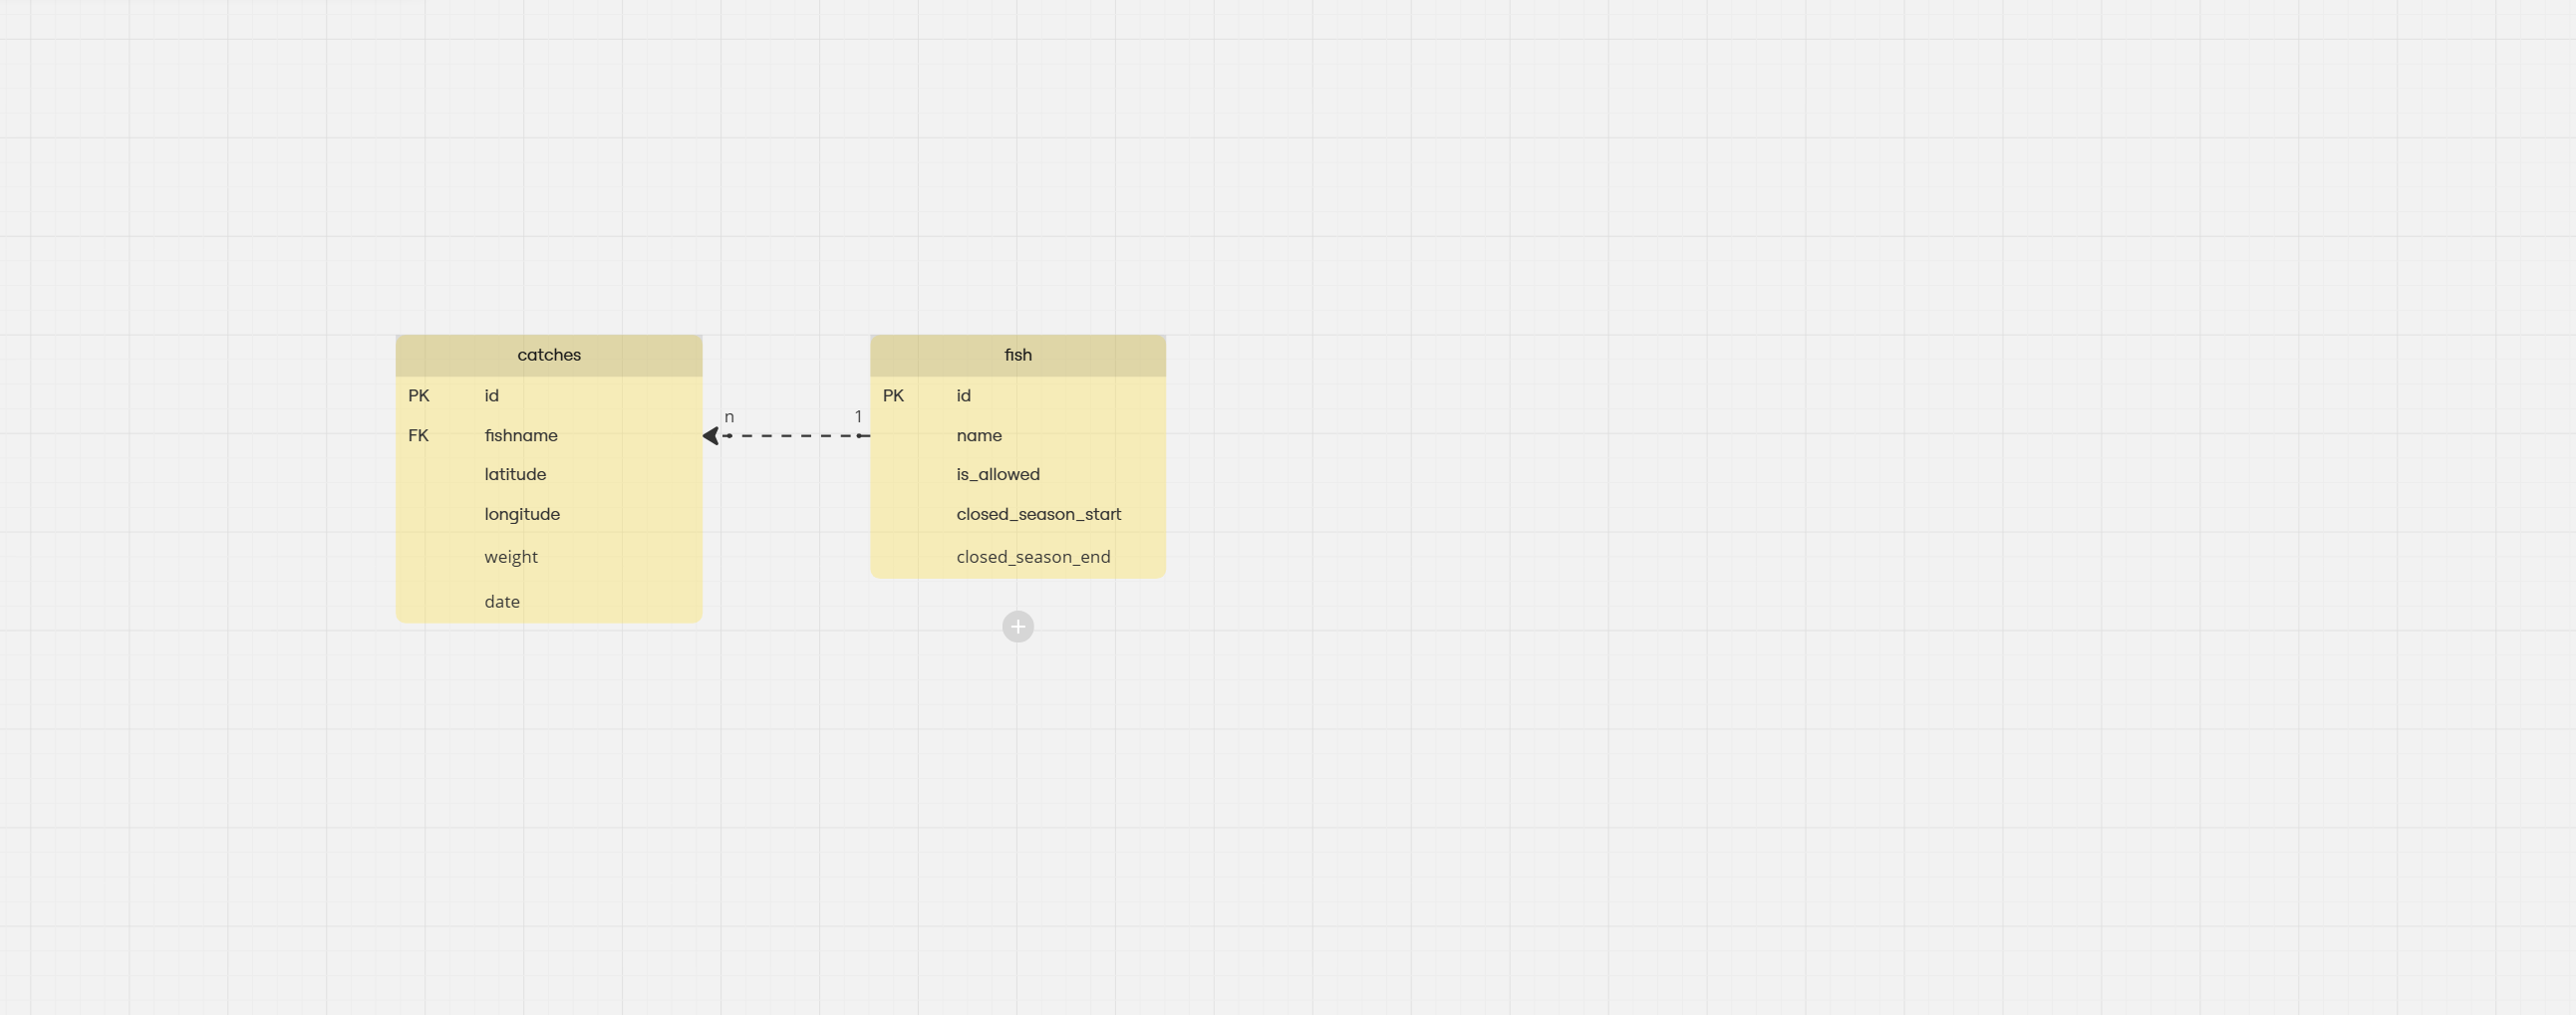 catches
PK id
FK fishname
latitude
longitude
weight
date
n 1
fish
PK id
name
is_allowed
closed_season_start
closed_season_end